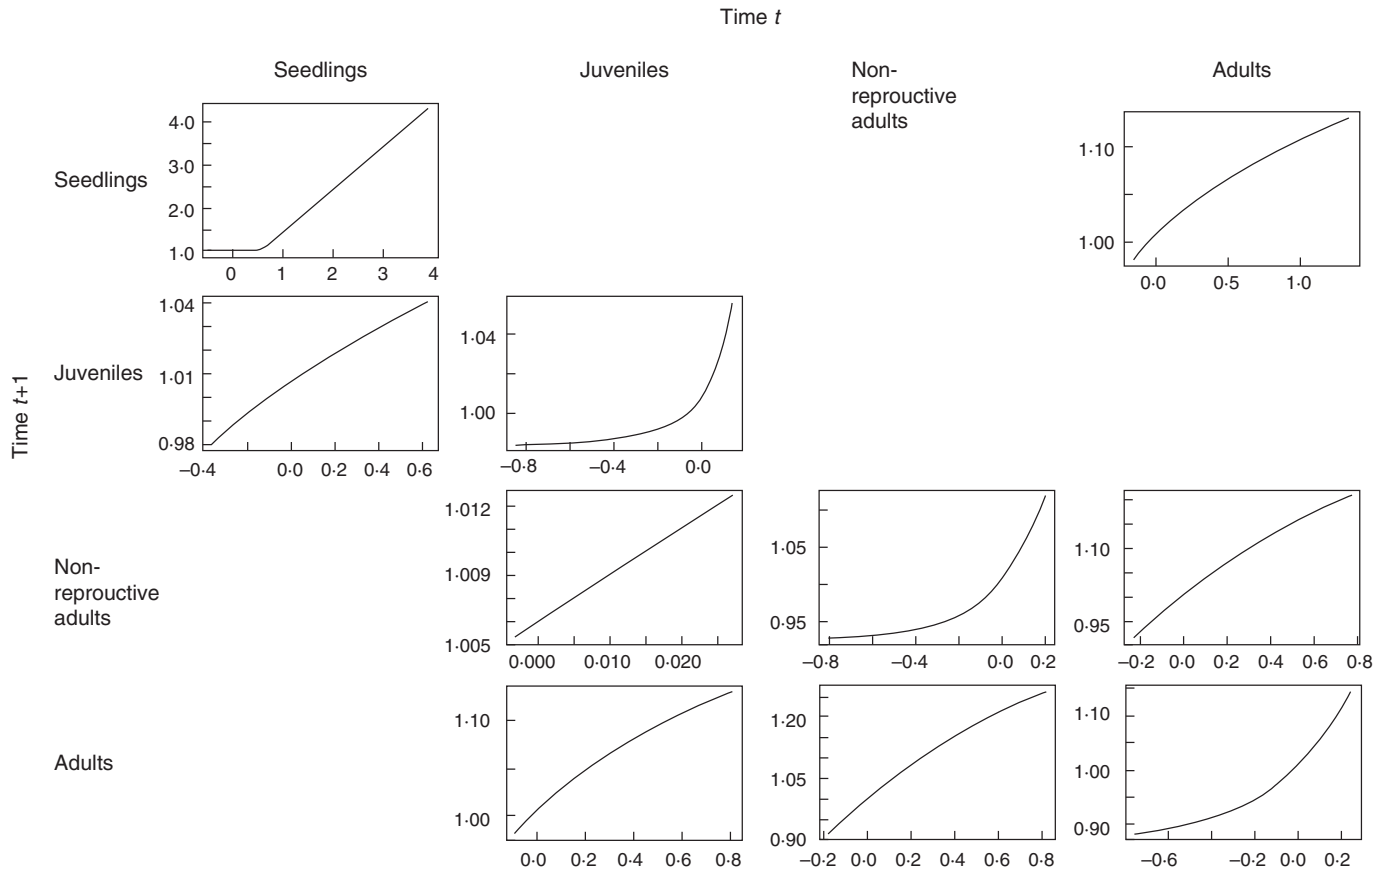 Time t
Seedlings
Juveniles
Non-
reprouctive
adults
Adults
Time t+1
Seedlings
4·0
3·0
2·0
1·0
0 1 2 3 4
1·10
1·00
0·0 0·5 1·0
Juveniles
1·04
1·01
0·98
−0·4 0·0 0·2 0·4 0·6
1·04
1·00
−0·8 −0·4 0·0
Non-
reprouctive
adults
1·012
1·009
1·005
0·000 0·010 0·020
1·05
0·95
−0·8 −0·4 0·0 0·2
1·10
0·95
−0·2 0·0 0·2 0·4 0·6 0·8
Adults
1·10
1·00
0·0 0·2 0·4 0·6 0·8
1·20
1·05
0·90
−0·2 0·0 0·2 0·4 0·6 0·8
1·10
1·00
0·90
−0·6 −0·2 0·0 0·2